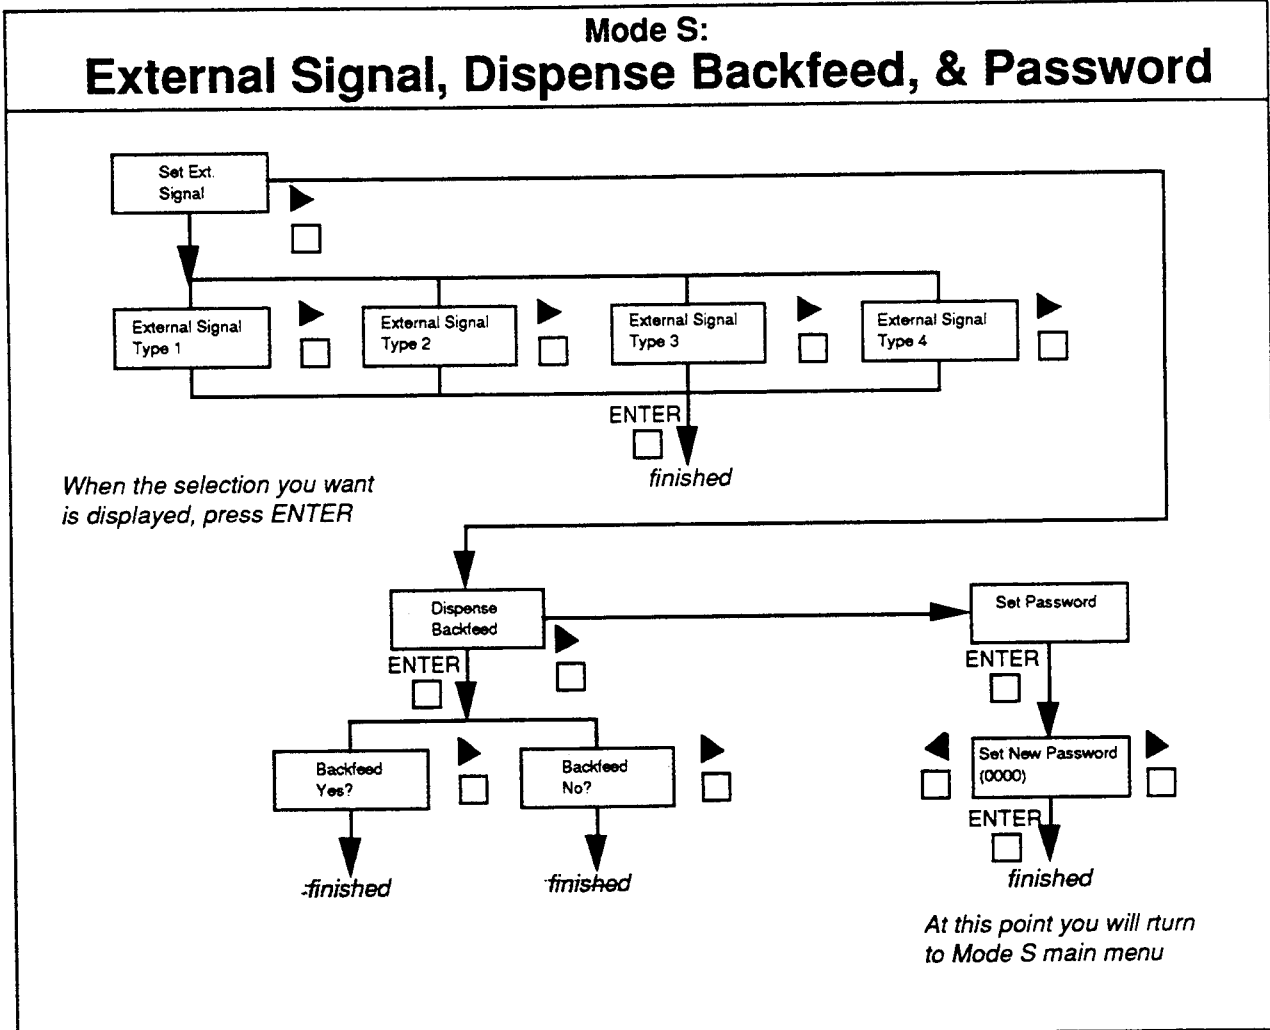 Mode S:
External Signal, Dispense Backfeed, & Password
Set Ext.
Signal
External Signal
Type 1
External Signal
Type 2
External Signal
Type 3
External Signal
Type 4
ENTER
finished
When the selection you want
is displayed, press ENTER
Dispense
Backfeed
Set Password
ENTER
ENTER
Backfeed
Yes?
Backfeed
No?
Set New Password
(0000)
ENTER
finished
finished
finished
At this point you will rturn
to Mode S main menu